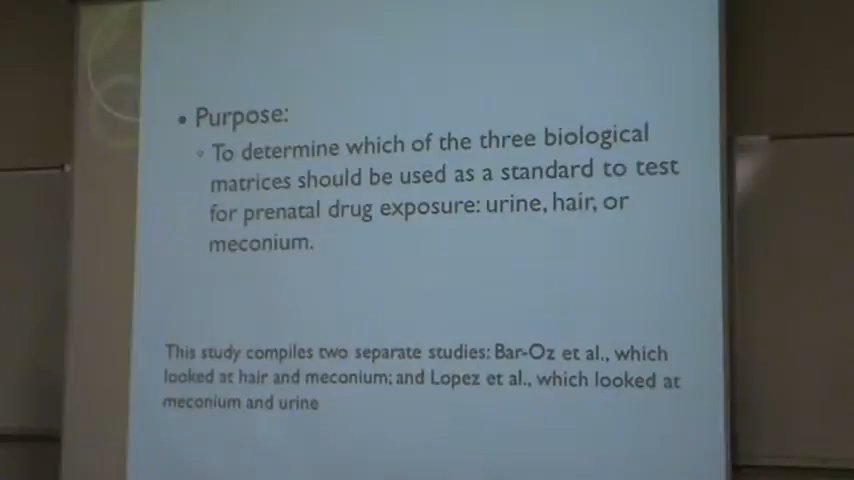 • Purpose:
◦ To determine which of the three biological
matrices should be used as a standard to test
for prenatal drug exposure: urine, hair, or
meconium.
This study compiles two separate studies: Bar-Oz et al., which
looked at hair and meconium; and Lopez et al., which looked at
meconium and urine